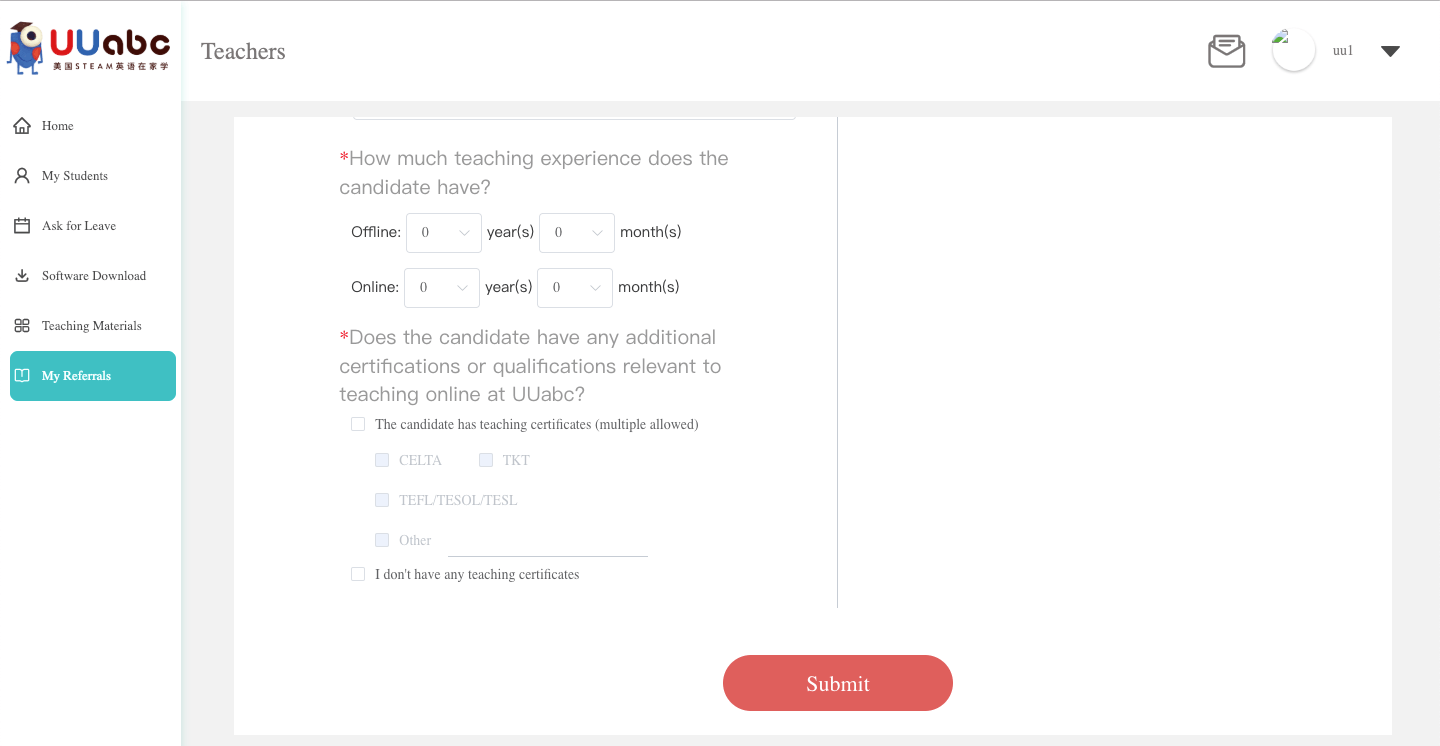 UUabc
美国STEAM英语在家学
Teachers
uu1
Home
My Students
Ask for Leave
Software Download
Teaching Materials
My Referrals
*How much teaching experience does the
candidate have?
Offline: 0 year(s) 0 month(s)
Online: 0 year(s) 0 month(s)
*Does the candidate have any additional
certifications or qualifications relevant to
teaching online at UUabc?
The candidate has teaching certificates (multiple allowed)
CELTA TKT
TEFL/TESOL/TESL
Other
I don't have any teaching certificates
Submit